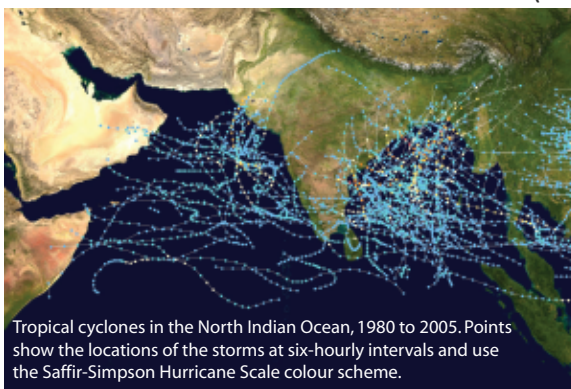 Tropical cyclones in the North Indian Ocean, 1980 to 2005. Points
show the locations of the storms at six-hourly intervals and use
the Saffir-Simpson Hurricane Scale colour scheme.